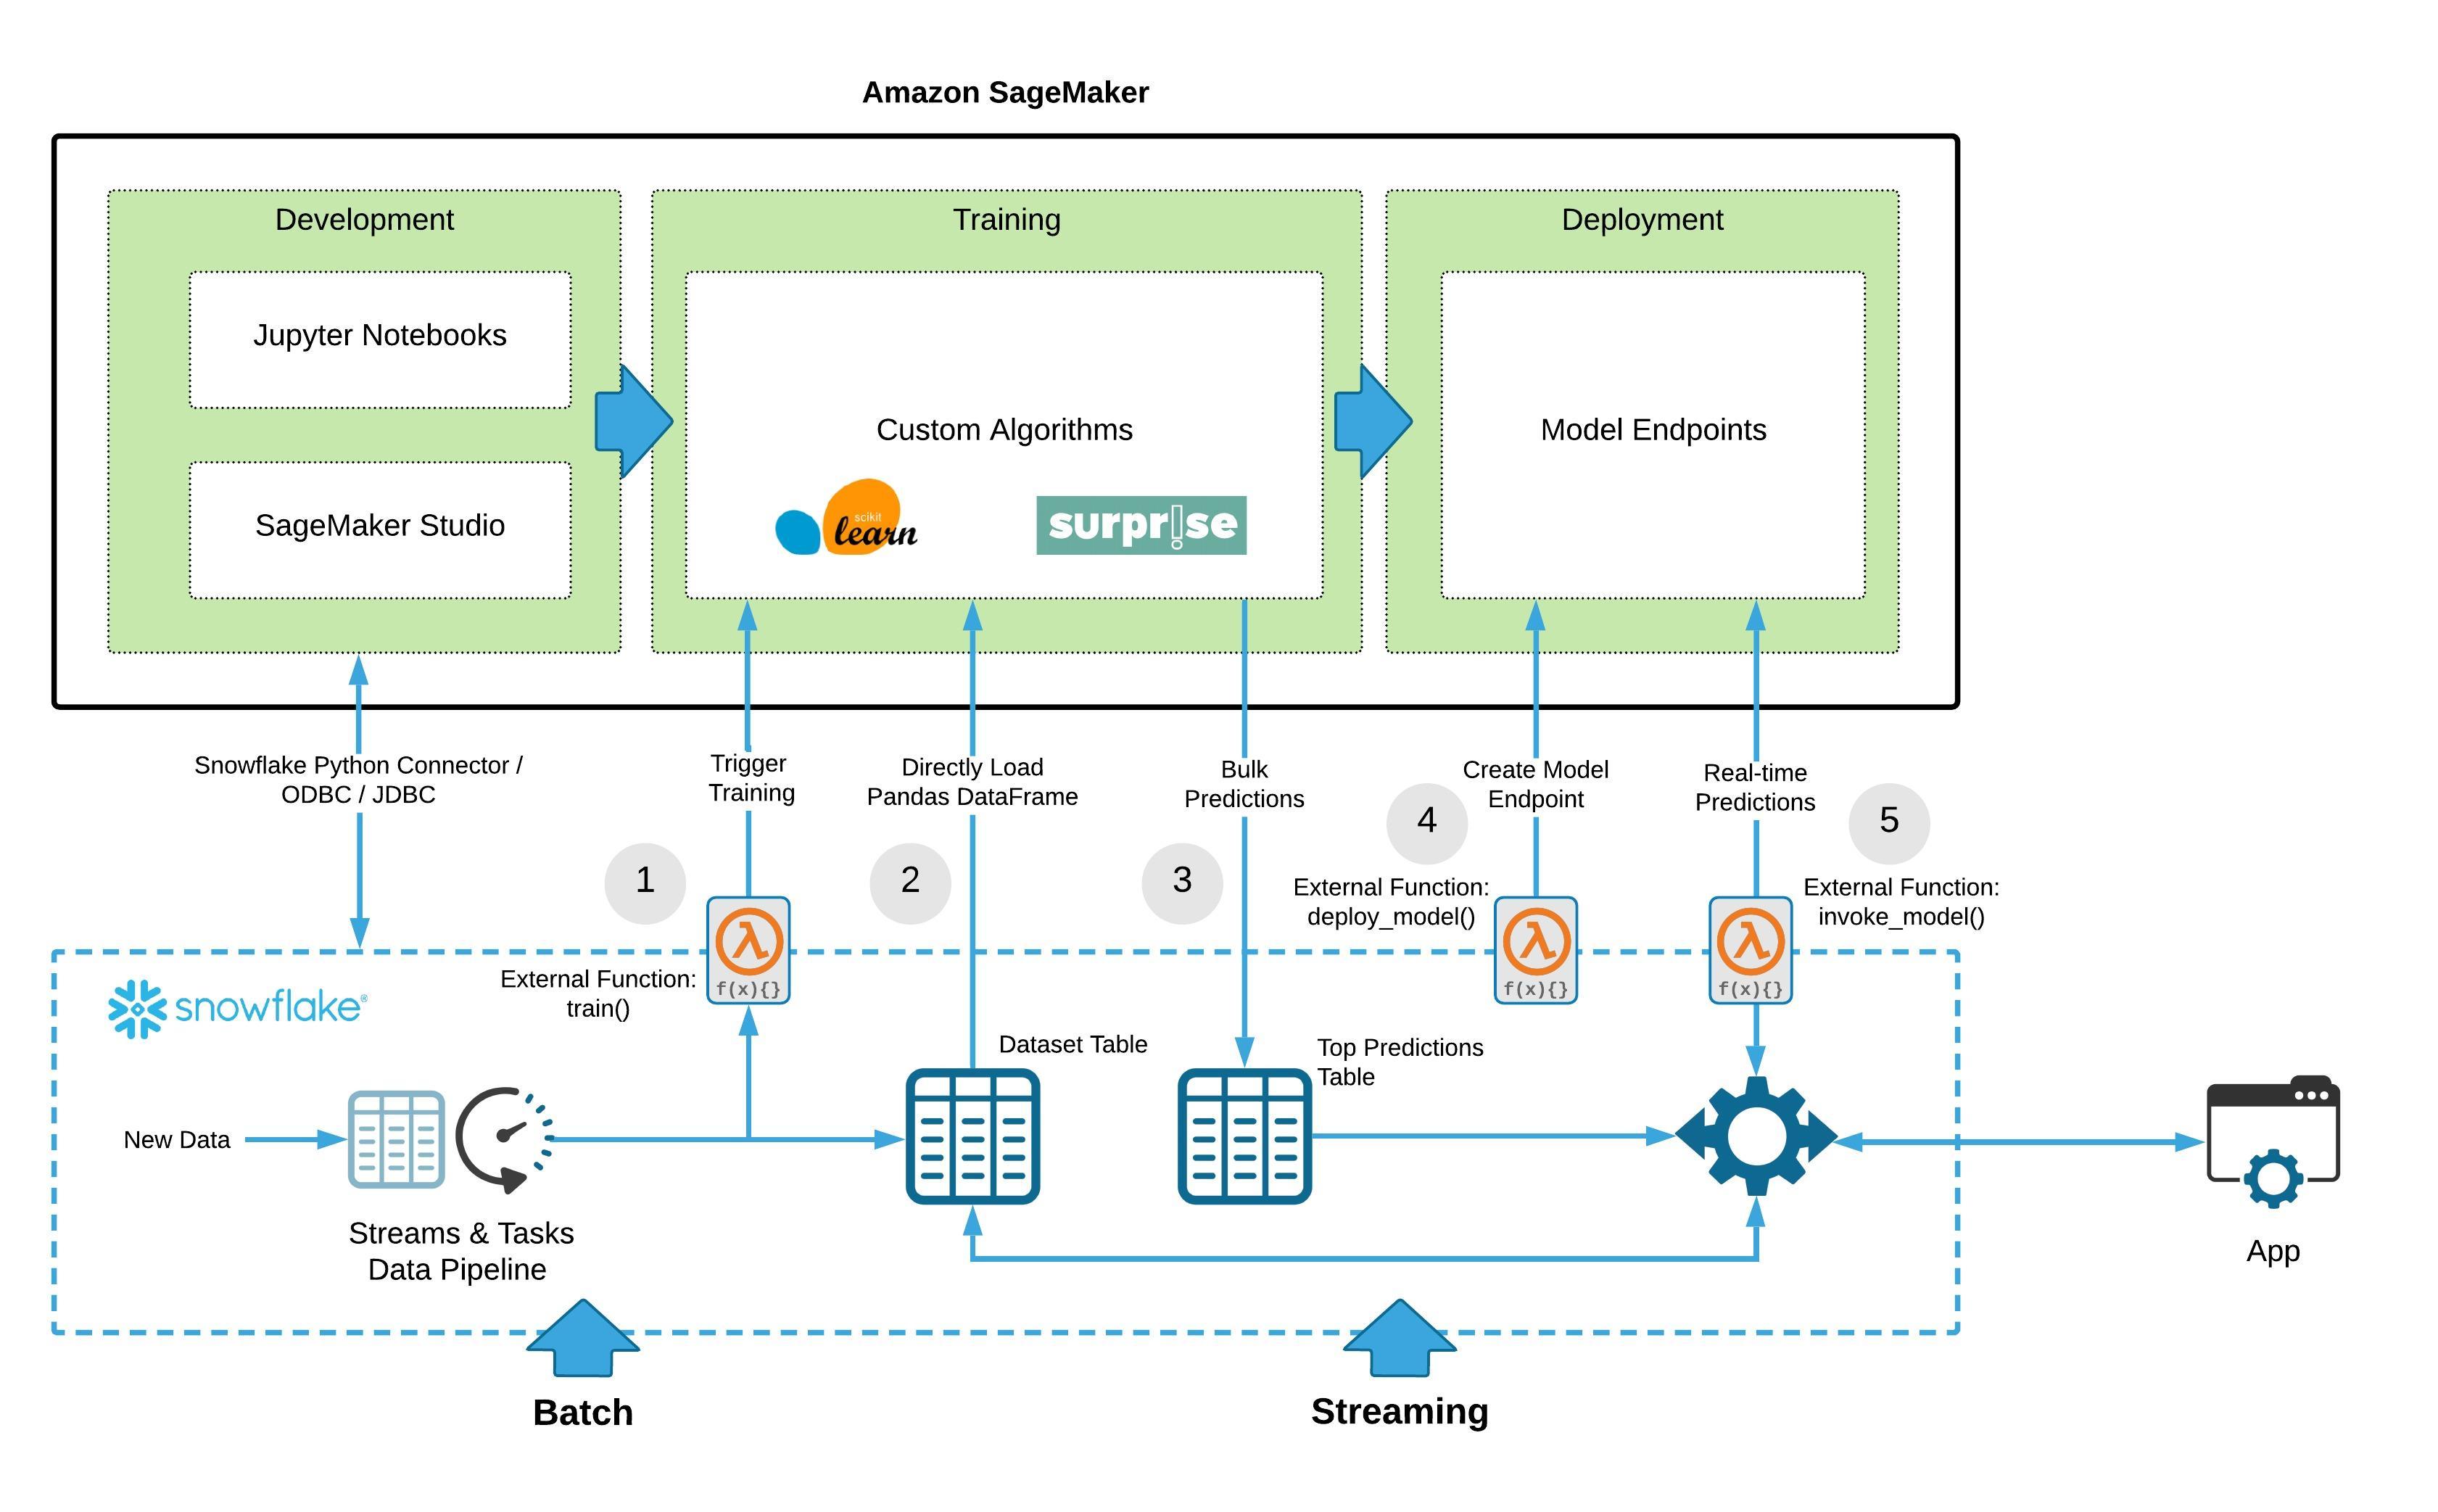 Amazon SageMaker
Development
Training
Deployment
Jupyter Notebooks
SageMaker Studio
Custom Algorithms
scikit
learn
surprise
Model Endpoints
Snowflake Python Connector /
ODBC / JDBC
Trigger
Training
Directly Load
Pandas DataFrame
Bulk
Predictions
Create Model
Endpoint
Real-time
Predictions
1
2
3
4
5
External Function:
deploy_model()
External Function:
invoke_model()
snowflake®
External Function:
train()
f(x){}
f(x){}
f(x){}
Dataset Table
Top Predictions
Table
New Data
Streams & Tasks
Data Pipeline
App
Batch
Streaming